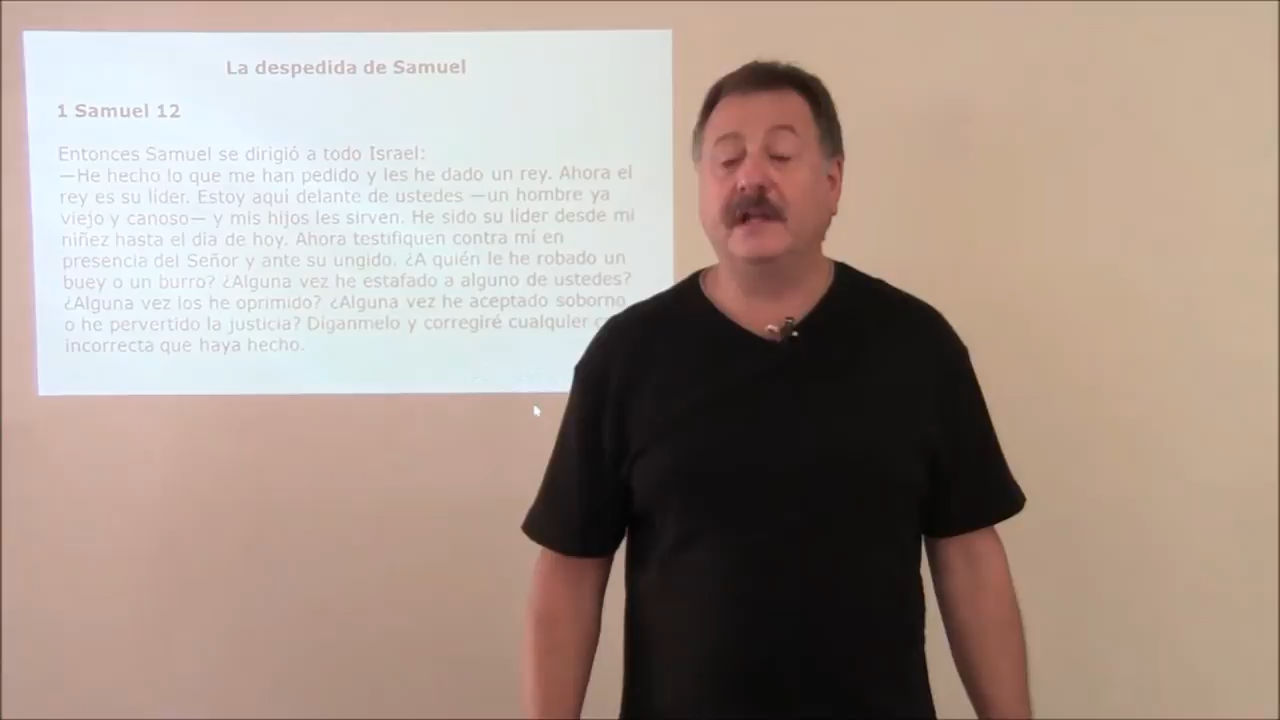 La despedida de Samuel
1 Samuel 12
Entonces Samuel se dirigió a todo Israel:
—He hecho lo que me han pedido y les he dado un rey. Ahora el
rey es su líder. Estoy aquí delante de ustedes —un hombre ya
viejo y canoso— y mis hijos les sirven. He sido su líder desde mi
niñez hasta el día de hoy. Ahora testifiquen contra mí en
presencia del Señor y ante su ungido. ¿A quién le he robado un
buey o un burro? ¿Alguna vez he estafado a alguno de ustedes?
¿Alguna vez los he oprimido? ¿Alguna vez he aceptado soborno
o he pervertido la justicia? Díganmelo y corregiré cualquier
incorrecta que haya hecho.